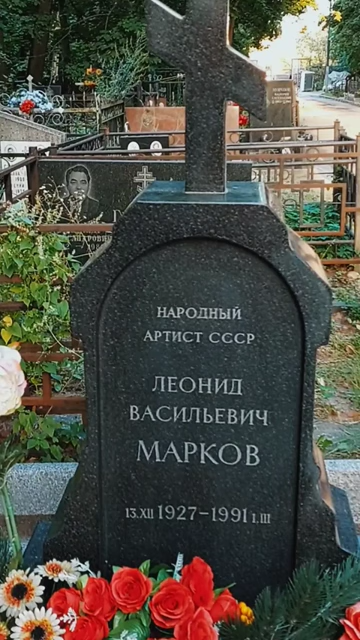 НАРОДНЫЙ
АРТИСТ СССР
ЛЕОНИД
ВАСИЛЬЕВИЧ
МАРКОВ
13.XII 1927–1991 1.III